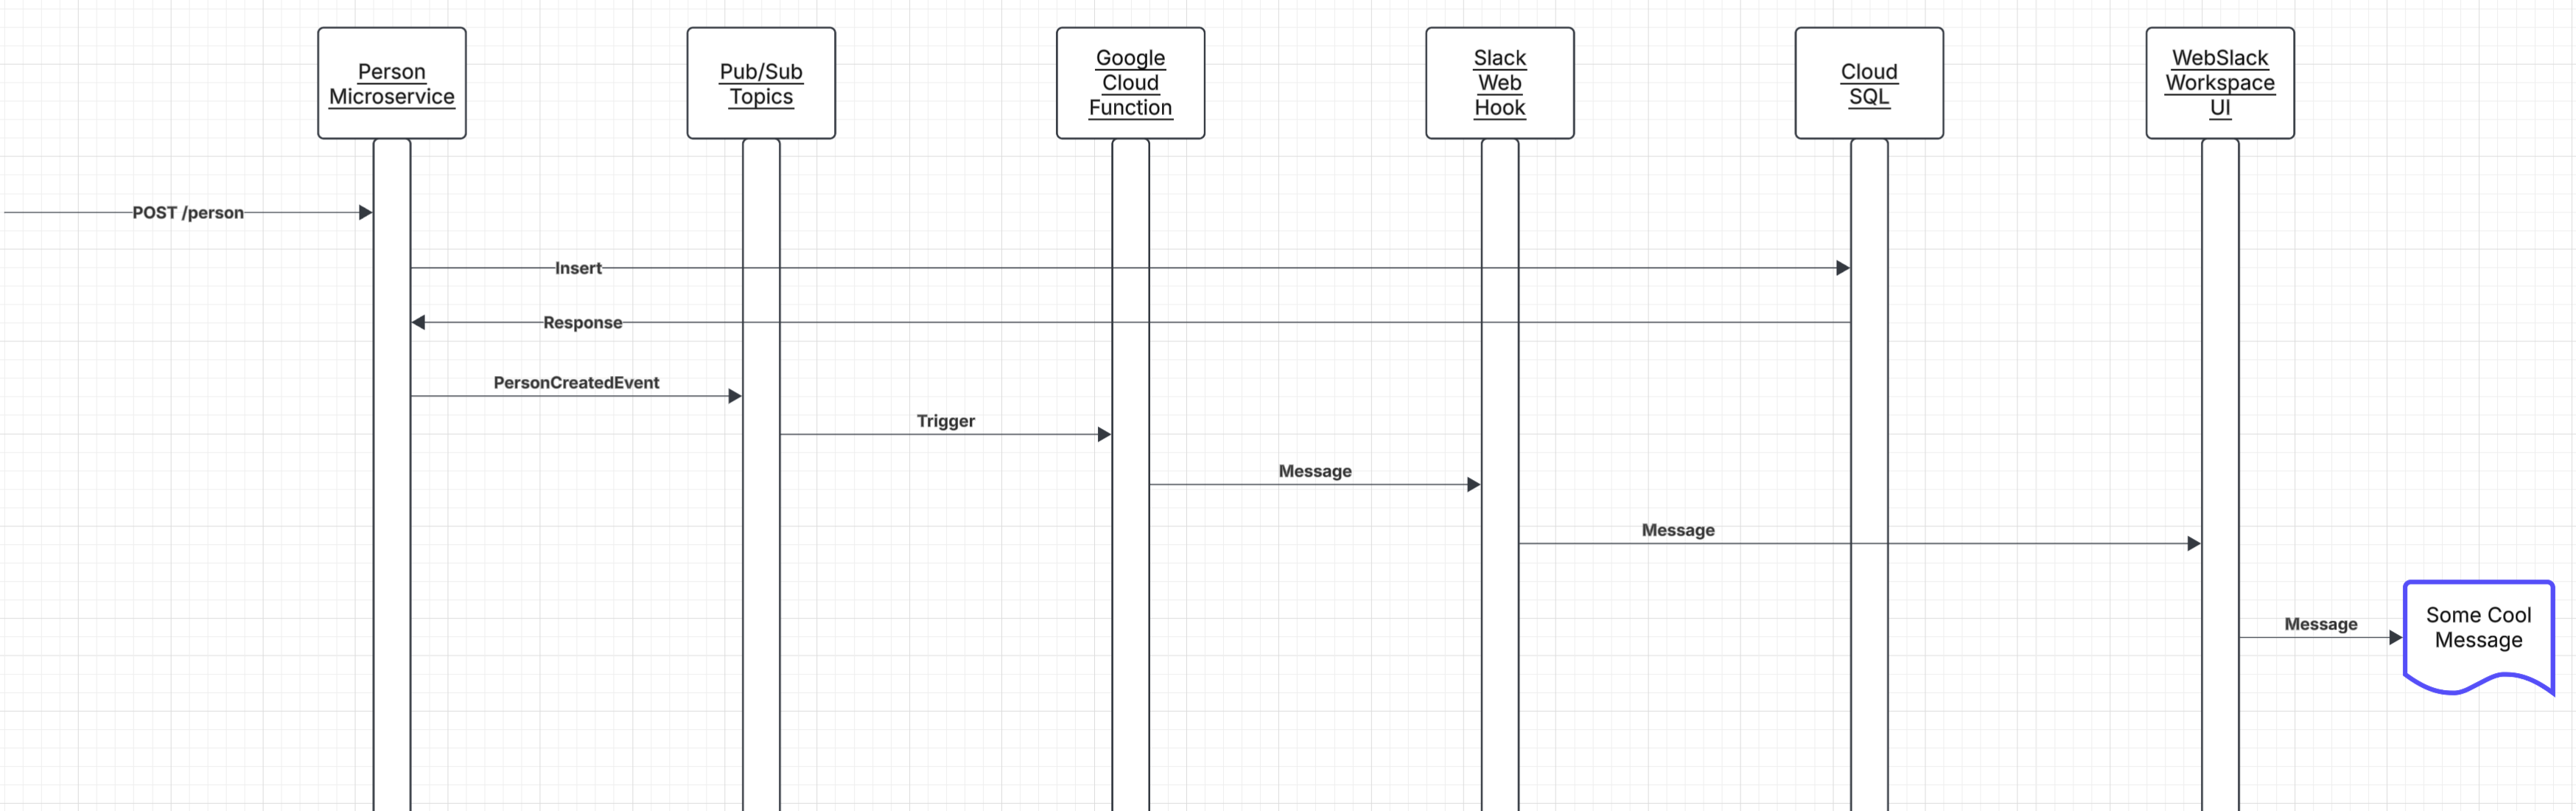 Person
Microservice
Pub/Sub
Topics
Google
Cloud
Function
Slack
Web
Hook
Cloud
SQL
WebSlack
Workspace
UI
POST /person
Insert
Response
PersonCreatedEvent
Trigger
Message
Message
Message
Some Cool
Message